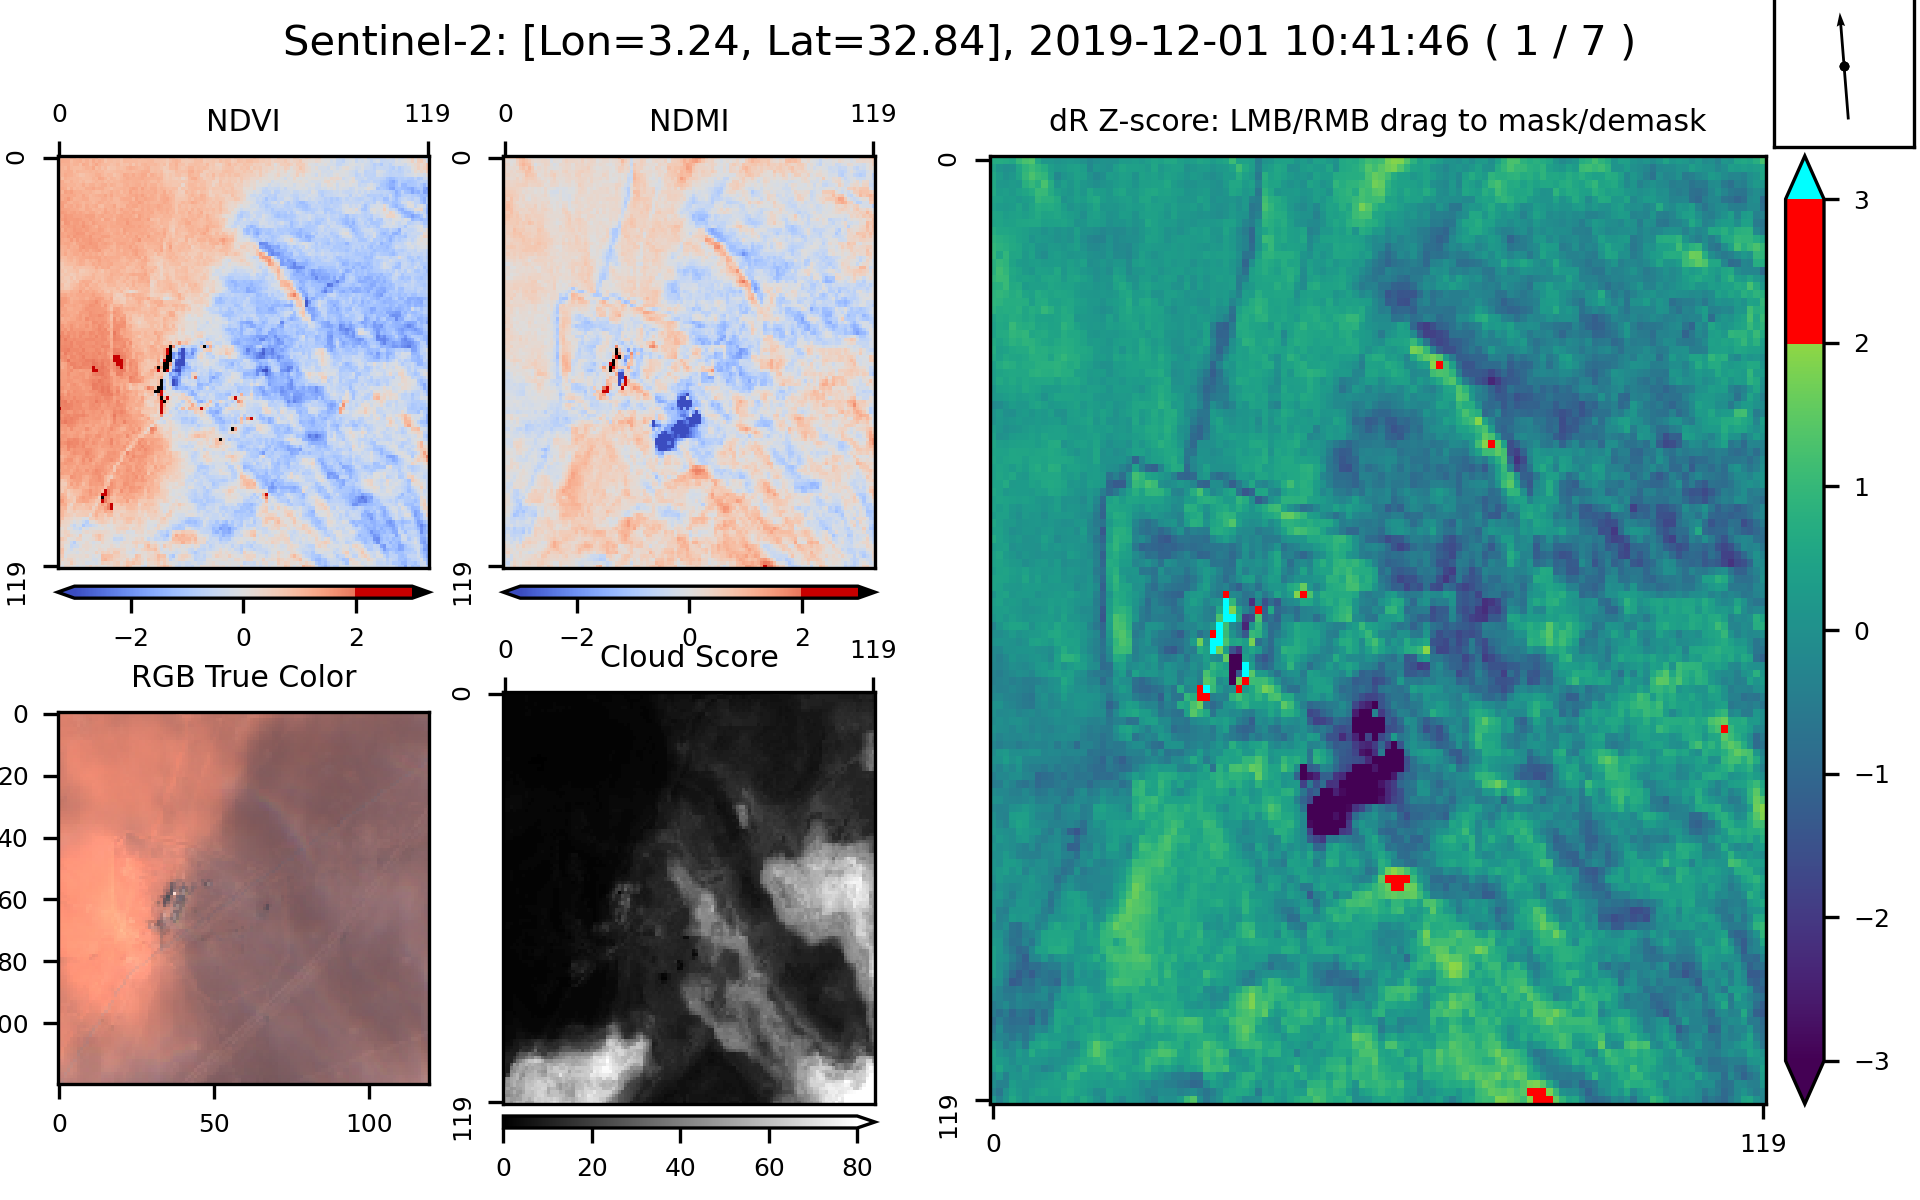 Sentinel-2: [Lon=3.24, Lat=32.84], 2019-12-01 10:41:46 ( 1 / 7 )
0 NDVI 119
0 NDMI 119
dR Z-score: LMB/RMB drag to mask/demask
0
0
0
119
119
−2 0 2
−2 0 2
RGB True Color
0 Cloud Score 119
0
20
40
60
80
00
0 50 100
0
119
0 20 40 60 80
119
0 119
3
2
1
0
−1
−2
−3